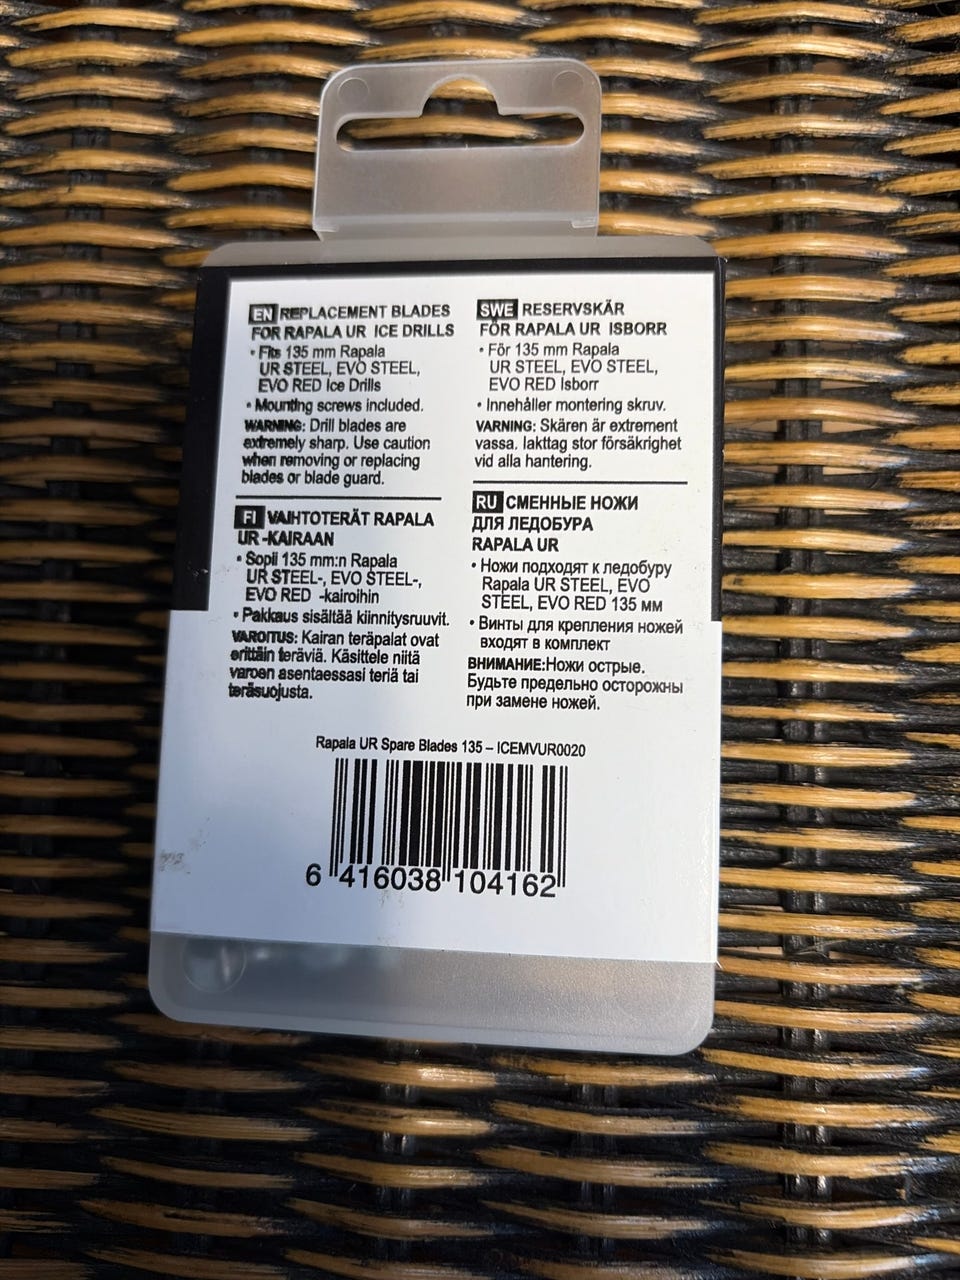 EN REPLACEMENT BLADES
FOR RAPALA UR ICE DRILLS
• Fits 135 mm Rapala
UR STEEL, EVO STEEL,
EVO RED Ice Drills
• Mounting screws included.
WARNING: Drill blades are
extremely sharp. Use caution
when removing or replacing
blades or blade guard.
SWE RESERVSKÄR
FÖR RAPALA UR ISBORR
• För 135 mm Rapala
UR STEEL, EVO STEEL,
EVO RED Isborr
• Innehåller montering skruv.
VARNING: Skären är extrement
vassa. Iakttag stor försäkrighet
vid alla hantering.
FI VAIHTOTERÄT RAPALA
UR -KAIRAAN
• Sopii 135 mm:n Rapala
UR STEEL-, EVO STEEL-,
EVO RED -kairoihin
• Pakkaus sisältää kiinnitysruuvit.
VAROITUS: Kairan teräpalat ovat
erittäin teräviä. Käsittele niitä
varoen asentaessasi teriä tai
teräsuojusta.
RU СМЕННЫЕ НОЖИ
ДЛЯ ЛЕДОБУРА
RAPALA UR
• Ножи подходят к ледобуру
Rapala UR STEEL, EVO
STEEL, EVO RED 135 мм
• Винты для крепления ножей
входят в комплект
ВНИМАНИЕ:Ножи острые.
Будьте предельно осторожны
при замене ножей.
Rapala UR Spare Blades 135 – ICEMVUR0020
6 416038 104162